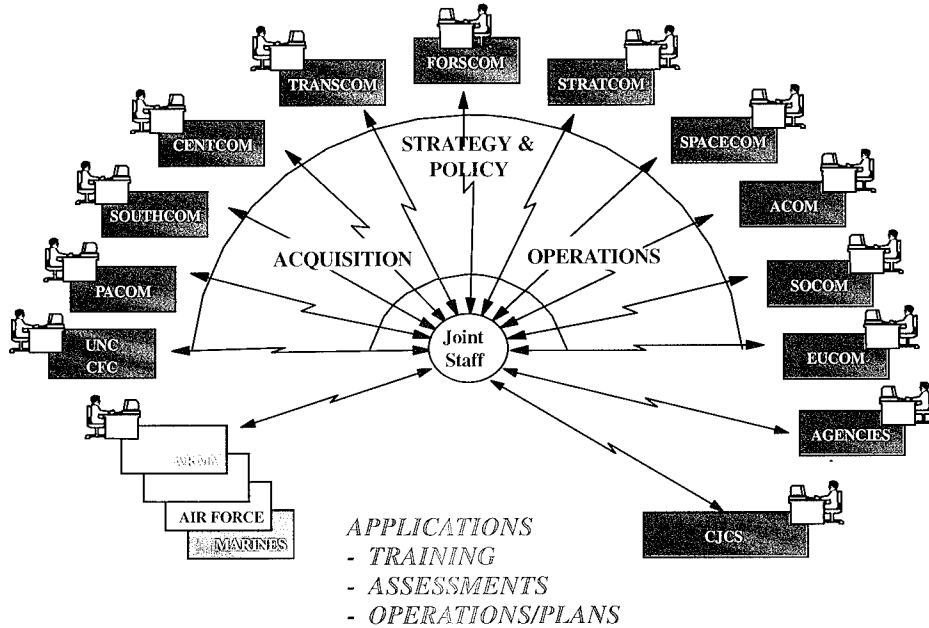 FORSCOM
TRANSCOM
STRATCOM
CENTCOM
SPACECOM
STRATEGY &
POLICY
SOUTHCOM
ACOM
ACQUISITION
OPERATIONS
PACOM
SOCOM
UNC
CFC
Joint
Staff
EUCOM
ARMY
AGENCIES
AIR FORCE
MARINES
CJCS
APPLICATIONS
- TRAINING
- ASSESSMENTS
- OPERATIONS/PLANS